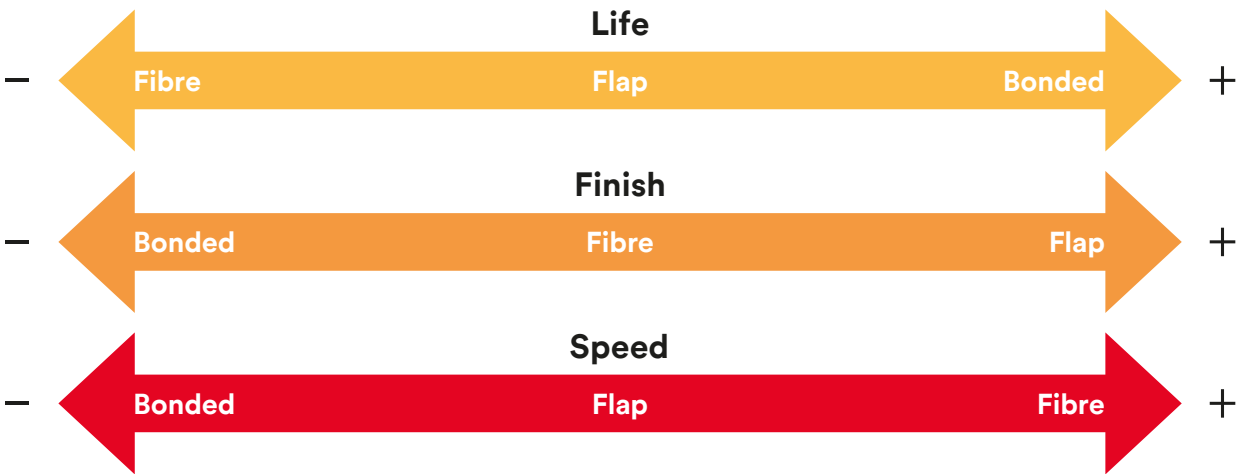 Life
− Fibre Flap Bonded +
Finish
− Bonded Fibre Flap +
Speed
− Bonded Flap Fibre +